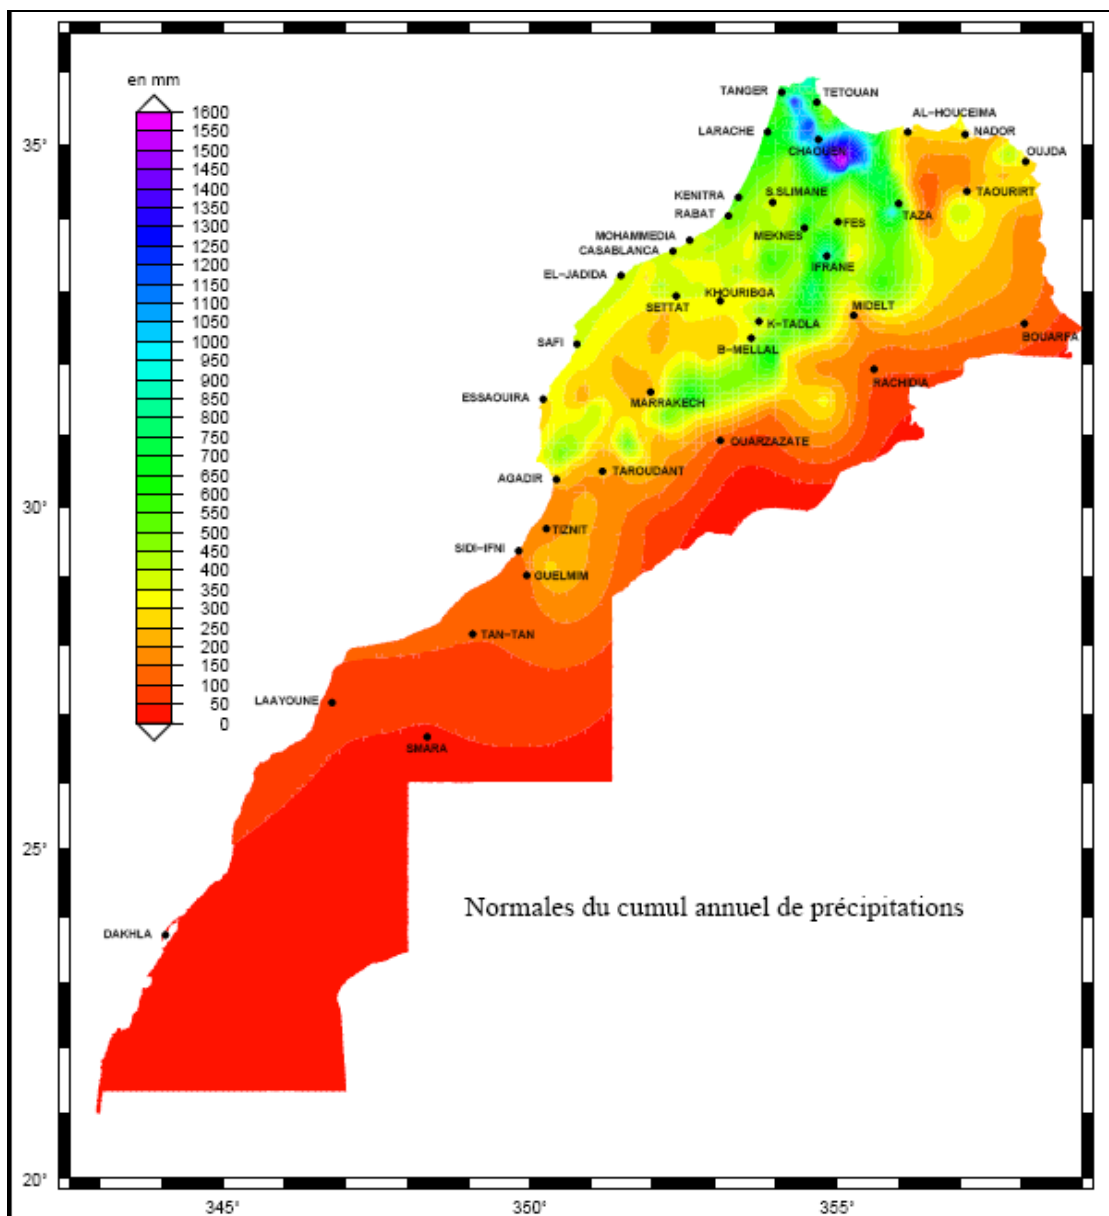 en mm
1600
1550
1500
1450
1400
1350
1300
1250
1200
1100
1050
1000
950
900
850
750
700
650
600
550
500
450
400
350
300
250
200
150
100
50
0
35°
30°
25°
20°
345°
350°
355°
TANGER
TETOUAN
AL-HOUCEIMA
LARACHE
NADOR
CHAOUEN
OUJDA
KENITRA
S.SLIMANE
TAOURIRT
RABAT
TAZA
FES
MOHAMMEDIA
MEKNES
CASABLANCA
IFRANE
EL-JADIDA
KHOURIBGA
SETTAT
MIDELT
K-TADLA
BOUARFA
SAFI
B-MELLAL
RACHIDIA
ESSAOUIRA
MARRAKECH
OUARZAZATE
AGADIR
TAROUDANT
TIZNIT
SIDI-IFNI
GUELMIM
TAN-TAN
LAAYOUNE
SMARA
Normales du cumul annuel de précipitations
DAKHLA